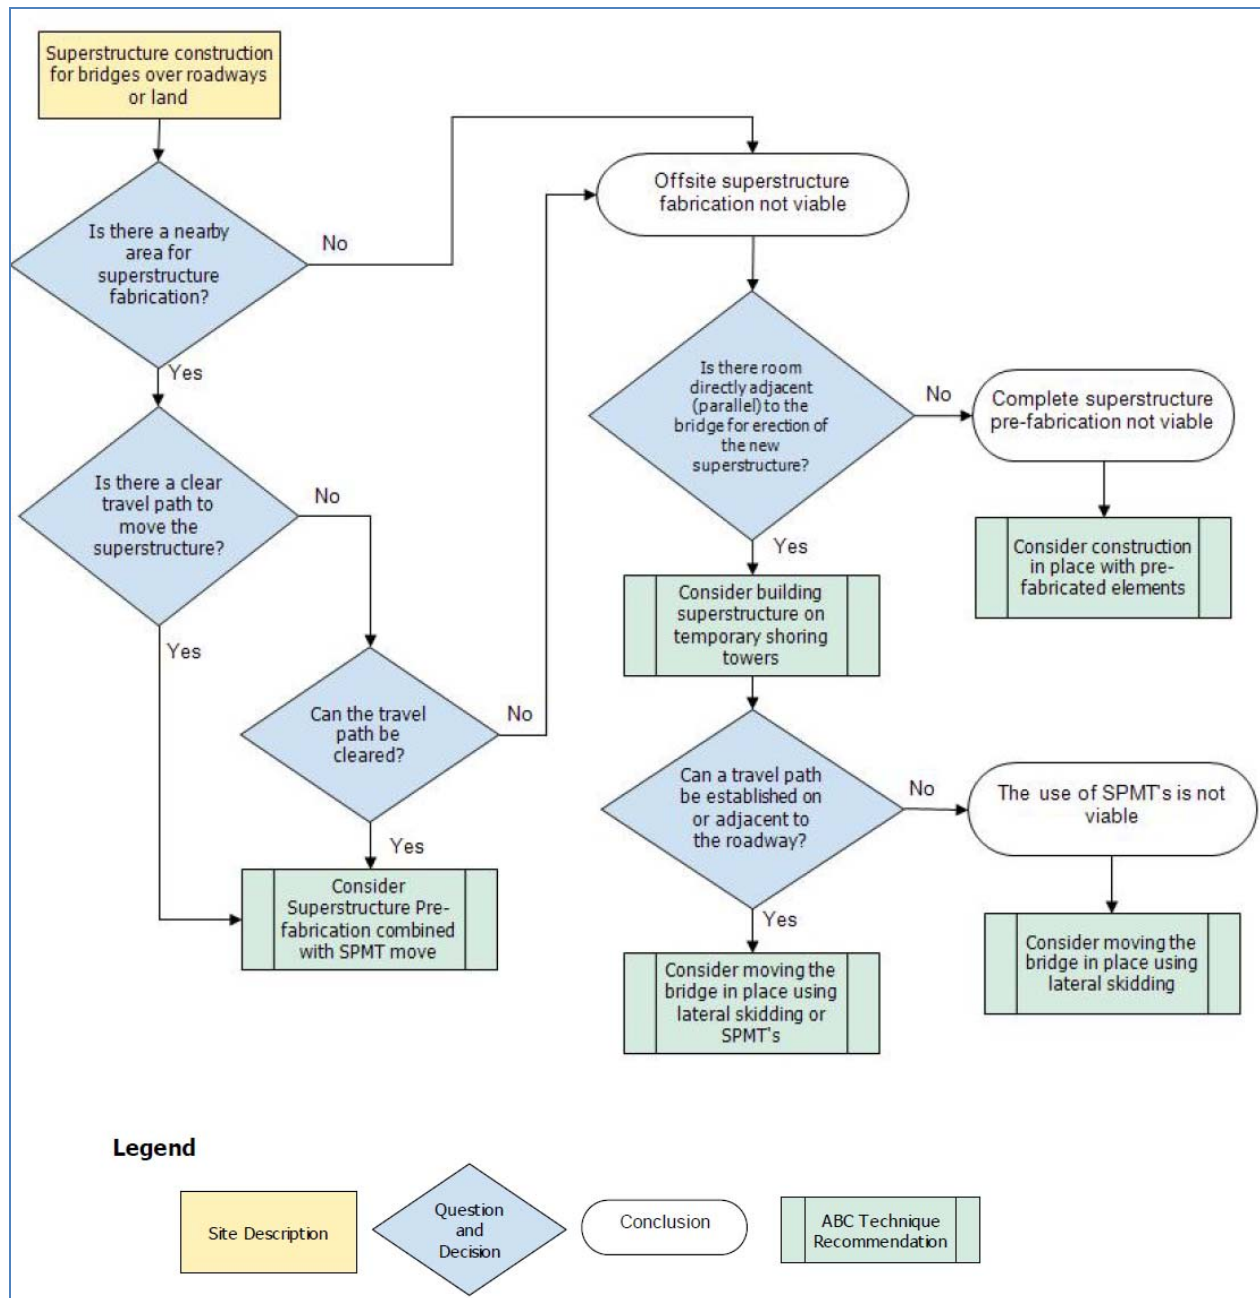 Superstructure construction
for bridges over roadways
or land
Is there a nearby
area for
superstructure
fabrication?
No
Yes
Is there a clear
travel path to
move the
superstructure?
No
Yes
Can the travel
path be
cleared?
No
Yes
Consider
Superstructure Pre-
fabrication combined
with SPMT move
Offsite superstructure
fabrication not viable
Is there room
directly adjacent
(parallel) to the
bridge for erection of
the new
superstructure?
No
Complete superstructure
pre-fabrication not viable
Consider construction
in place with pre-
fabricated elements
Yes
Consider building
superstructure on
temporary shoring
towers
Can a travel path
be established on
or adjacent to
the roadway?
No
The use of SPMT's is not
viable
Consider moving the
bridge in place using
lateral skidding
Yes
Consider moving the
bridge in place using
lateral skidding or
SPMT's
Legend
Site Description
Question
and
Decision
Conclusion
ABC Technique
Recommendation